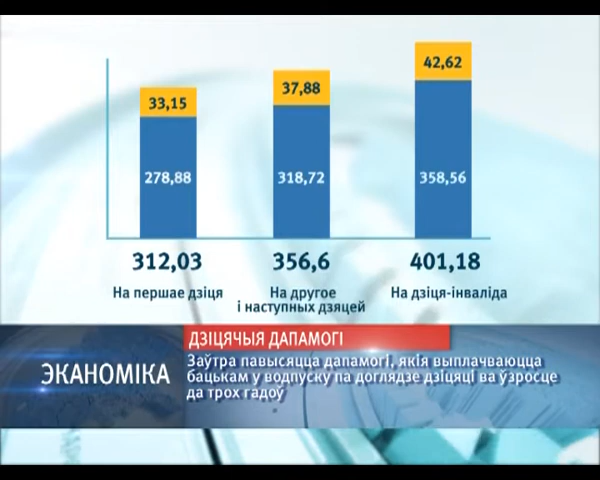 33,15
37,88
42,62
278,88
318,72
358,56
312,03
356,6
401,18
На першае дзіця
На другое
і наступных дзяцей
На дзіця-інваліда
ДЗІЦЯЧЫЯ ДАПАМОГІ
ЭКАНОМІКА
Заўтра павысяцца дапамогі, якія выплачваюцца
бацькам у водпуску па доглядзе дзіцяці ва ўзросце
да трох гадоў